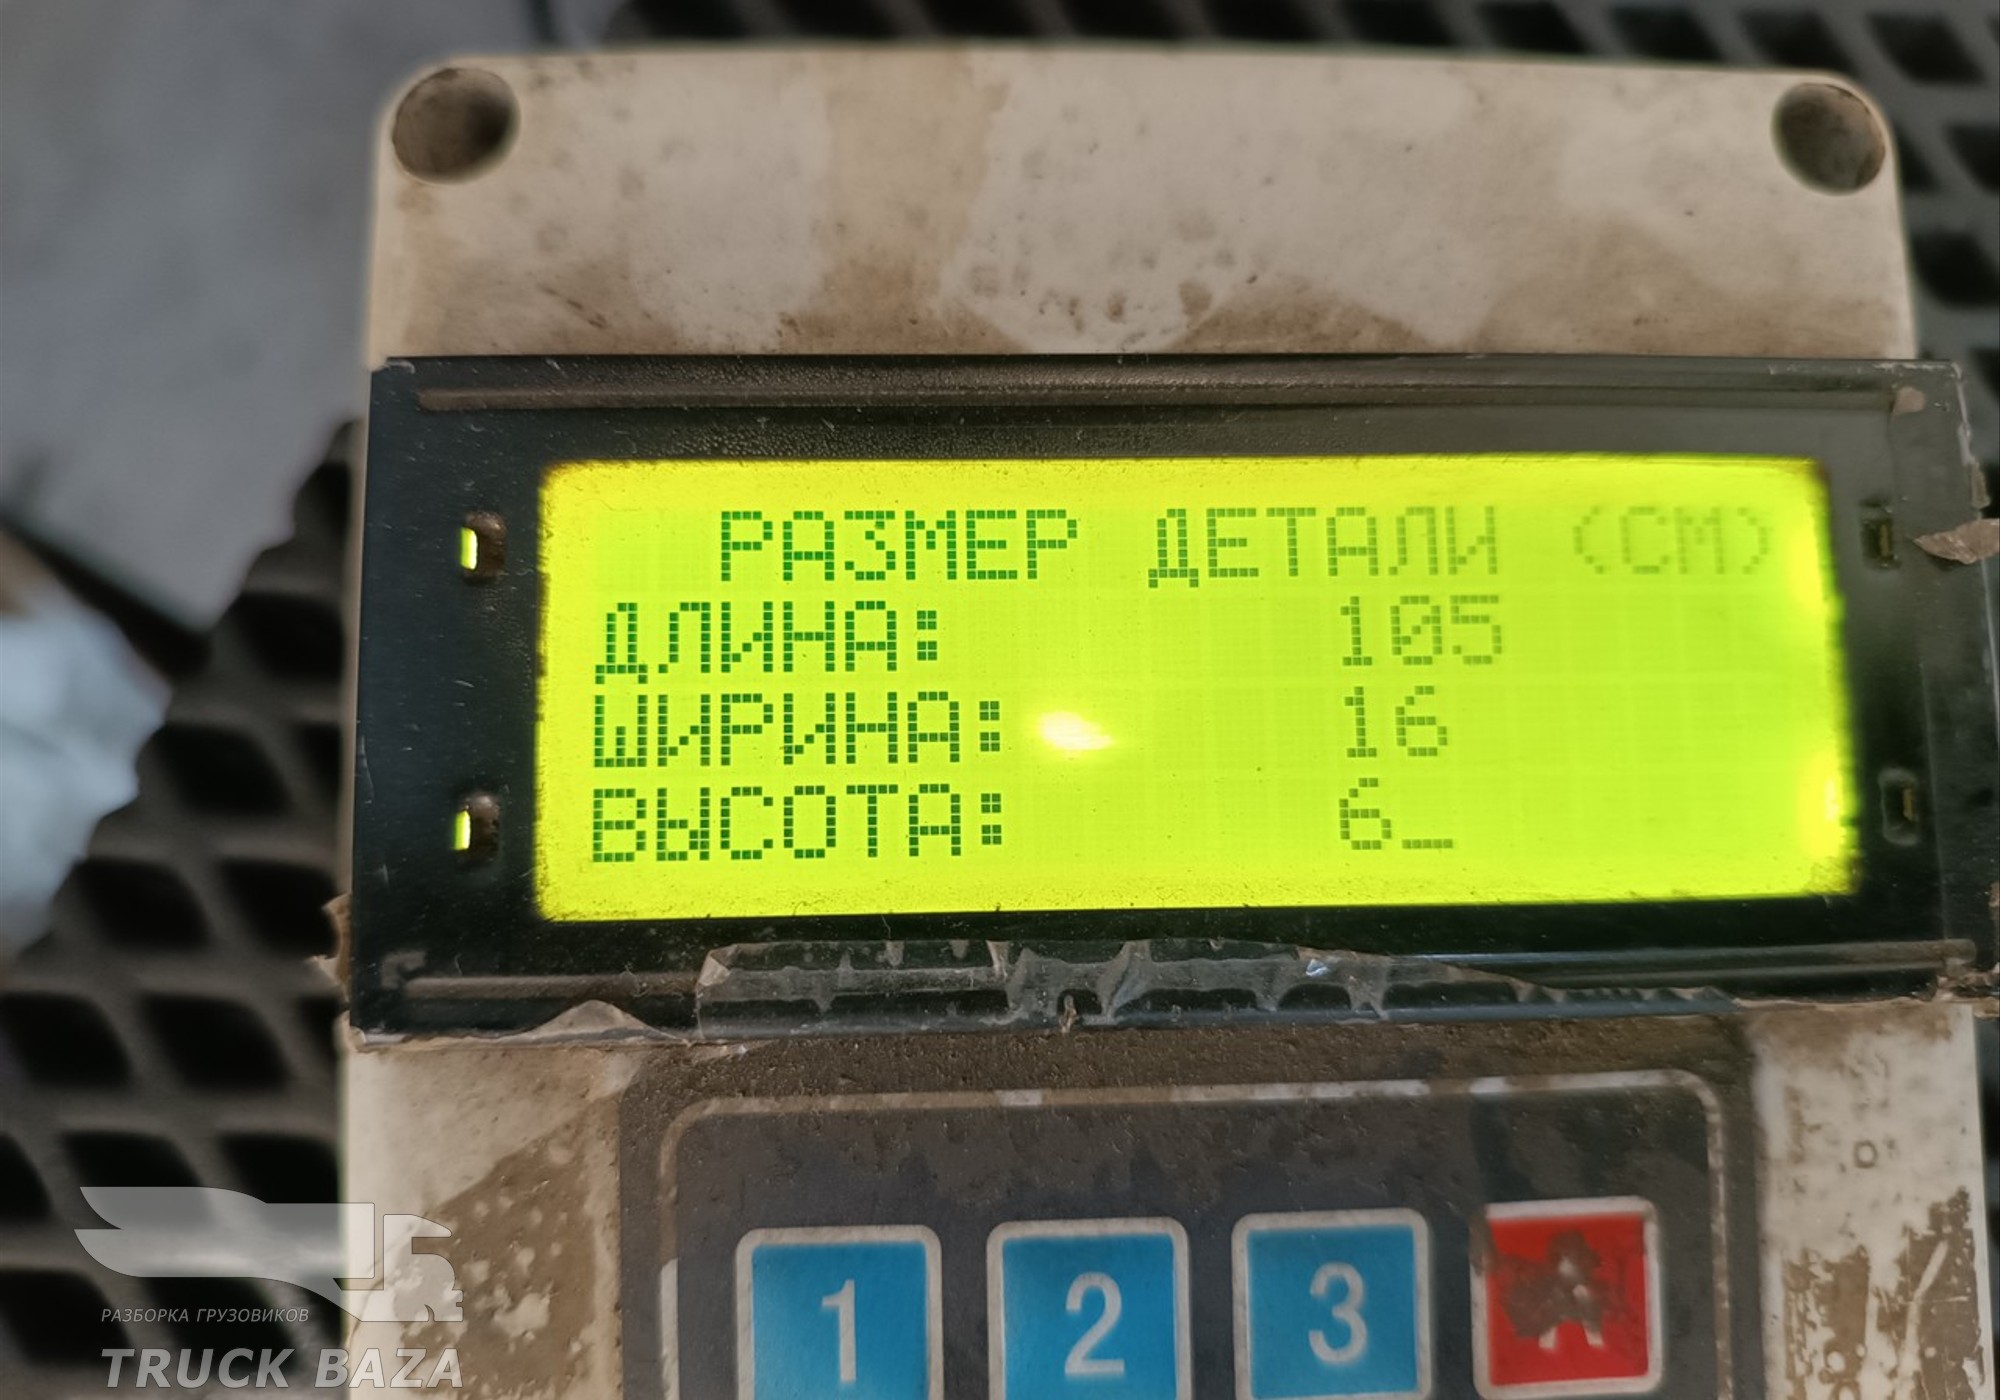 РАЗМЕР ДЕТАЛИ (СМ)
ДЛИНА: 105
ШИРИНА: 16
ВЫСОТА: 6_
1 2 3
РАЗБОРКА ГРУЗОВИКОВ
TRUCK BAZA